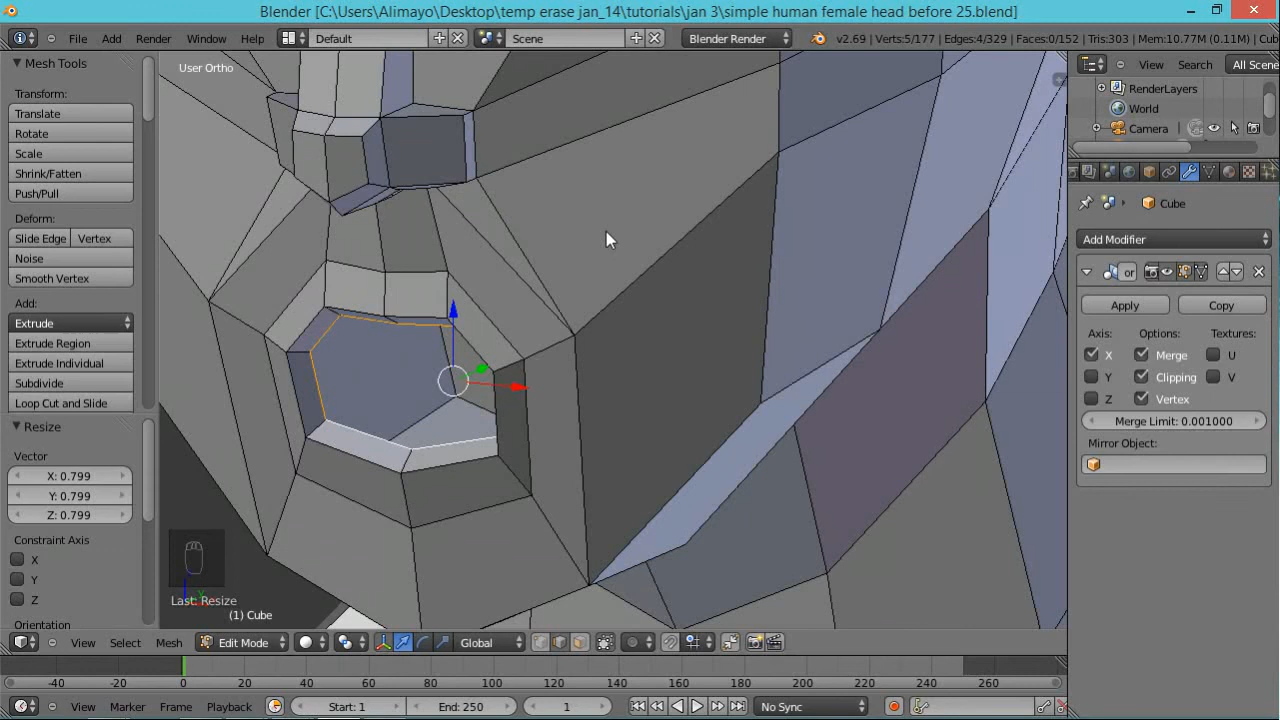 Blender [C:\Users\Alimayo\Desktop\temp erase jan_14\tutorials\jan 3\simple human female head before 25.blend]
File Add Render Window Help Default Scene Blender Render v2.69 | Verts:5/177 | Edges:4/329 | Faces:0/152 | Tris:303 | Mem:10.77M (0.11M) | Cub
Mesh Tools
Transform:
Translate
Rotate
Scale
Shrink/Fatten
Push/Pull
Deform:
Slide Edge Vertex
Noise
Smooth Vertex
Add:
Extrude
Extrude Region
Extrude Individual
Subdivide
Loop Cut and Slide
Resize
Vector
X: 0.799
Y: 0.799
Z: 0.799
Constraint Axis
X
Y
Z
Orientation
User Ortho
Last: Resize
(1) Cube
View Search All Scene
RenderLayers
World
Camera
Cube
Add Modifier
or
Apply Copy
Axis: Options: Textures:
X Merge U
Y Clipping V
Z Vertex
Merge Limit: 0.001000
Mirror Object:
View Select Mesh Edit Mode Global
-40 -20 0 20 40 60 80 100 120 140 160 180 200 220 240 260
View Marker Frame Playback Start: 1 End: 250 1 No Sync